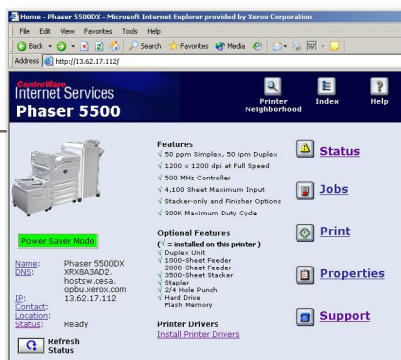 Home - Phaser 5500DX - Microsoft Internet Explorer provided by Xerox Corporation
File Edit View Favorites Tools Help
Back Search Favorites Media
Address http://13.62.17.112/
CentreWare
Internet Services
Phaser 5500
Printer Neighborhood
Index
Help
Features
√ 50 ppm Simplex, 50 ipm Duplex
√ 1200 x 1200 dpi at Full Speed
√ 500 MHz Controller
√ 4,100 Sheet Maximum Input
√ Stacker-only and Finisher Options
√ 300K Maximum Duty Cycle
Optional Features
(√ = installed on this printer )
√ Duplex Unit
√ 1000-Sheet Feeder
2000 Sheet Feeder
√ 3500-Sheet Stacker
√ Stapler
√ 2/4 Hole Punch
√ Hard Drive
Flash Memory
Printer Drivers
Install Printer Drivers
Power Saver Mode
Name: Phaser 5500DX
DNS: XRX8A3AD2.
hostsw.cesa.
opbu.xerox.com
IP: 13.62.17.112
Contact:
Location:
Status: Ready
Refresh
Status
Status
Jobs
Print
Properties
Support